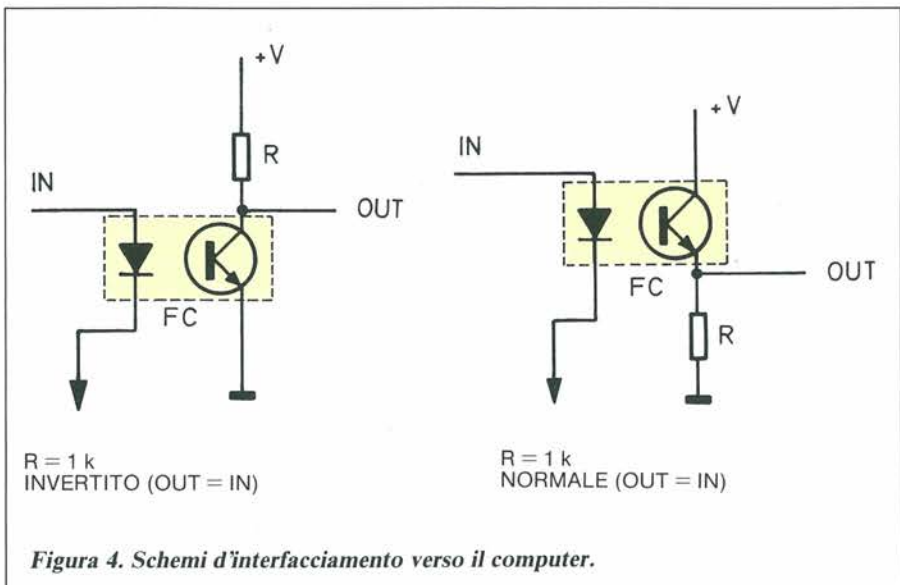 +V
R
IN
OUT
FC
R = 1 k
INVERTITO (OUT = IN)
+V
IN
OUT
FC
R
R = 1 k
NORMALE (OUT = IN)
Figura 4. Schemi d'interfacciamento verso il computer.